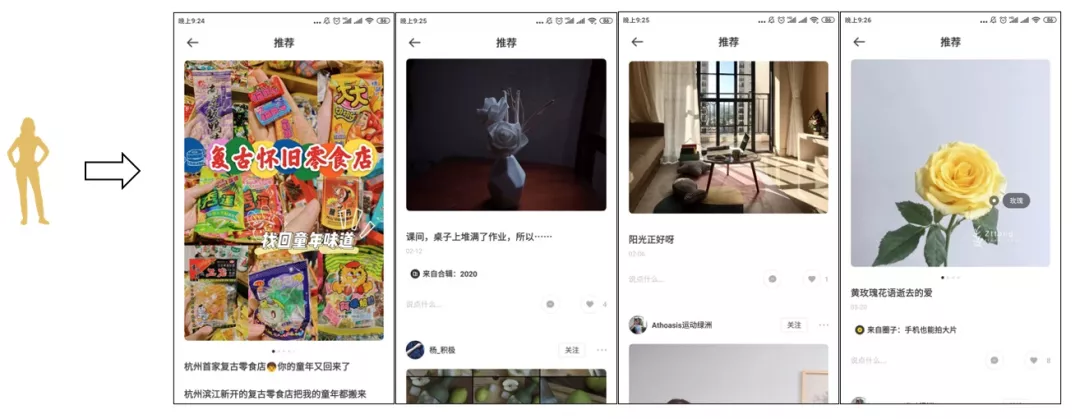 晚上9:24
推荐
大大
复古怀旧零食店
找回童年味道
杭州首家复古零食店🧒你的童年又回来了
杭州滨江新开的复古零食店把我的童年都搬来
晚上9:25
推荐
课间，桌子上堆满了作业，所以……
03-12
来自合辑：2020
说点什么...
4
杨_积极
关注
晚上9:25
推荐
阳光正好呀
说点什么...
1
Athoasis运动绿洲
关注
晚上9:26
推荐
玫瑰
黄玫瑰花语逝去的爱
来自圈子：手机也能拍大片
说点什么...
8